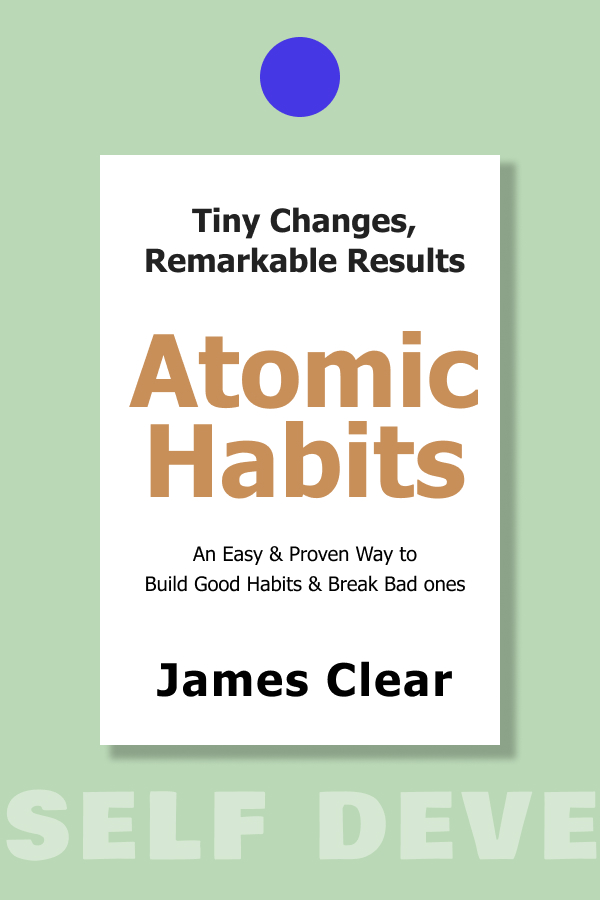 Tiny Changes,
Remarkable Results
Atomic
Habits
An Easy & Proven Way to
Build Good Habits & Break Bad ones
James Clear
SELF DEVE